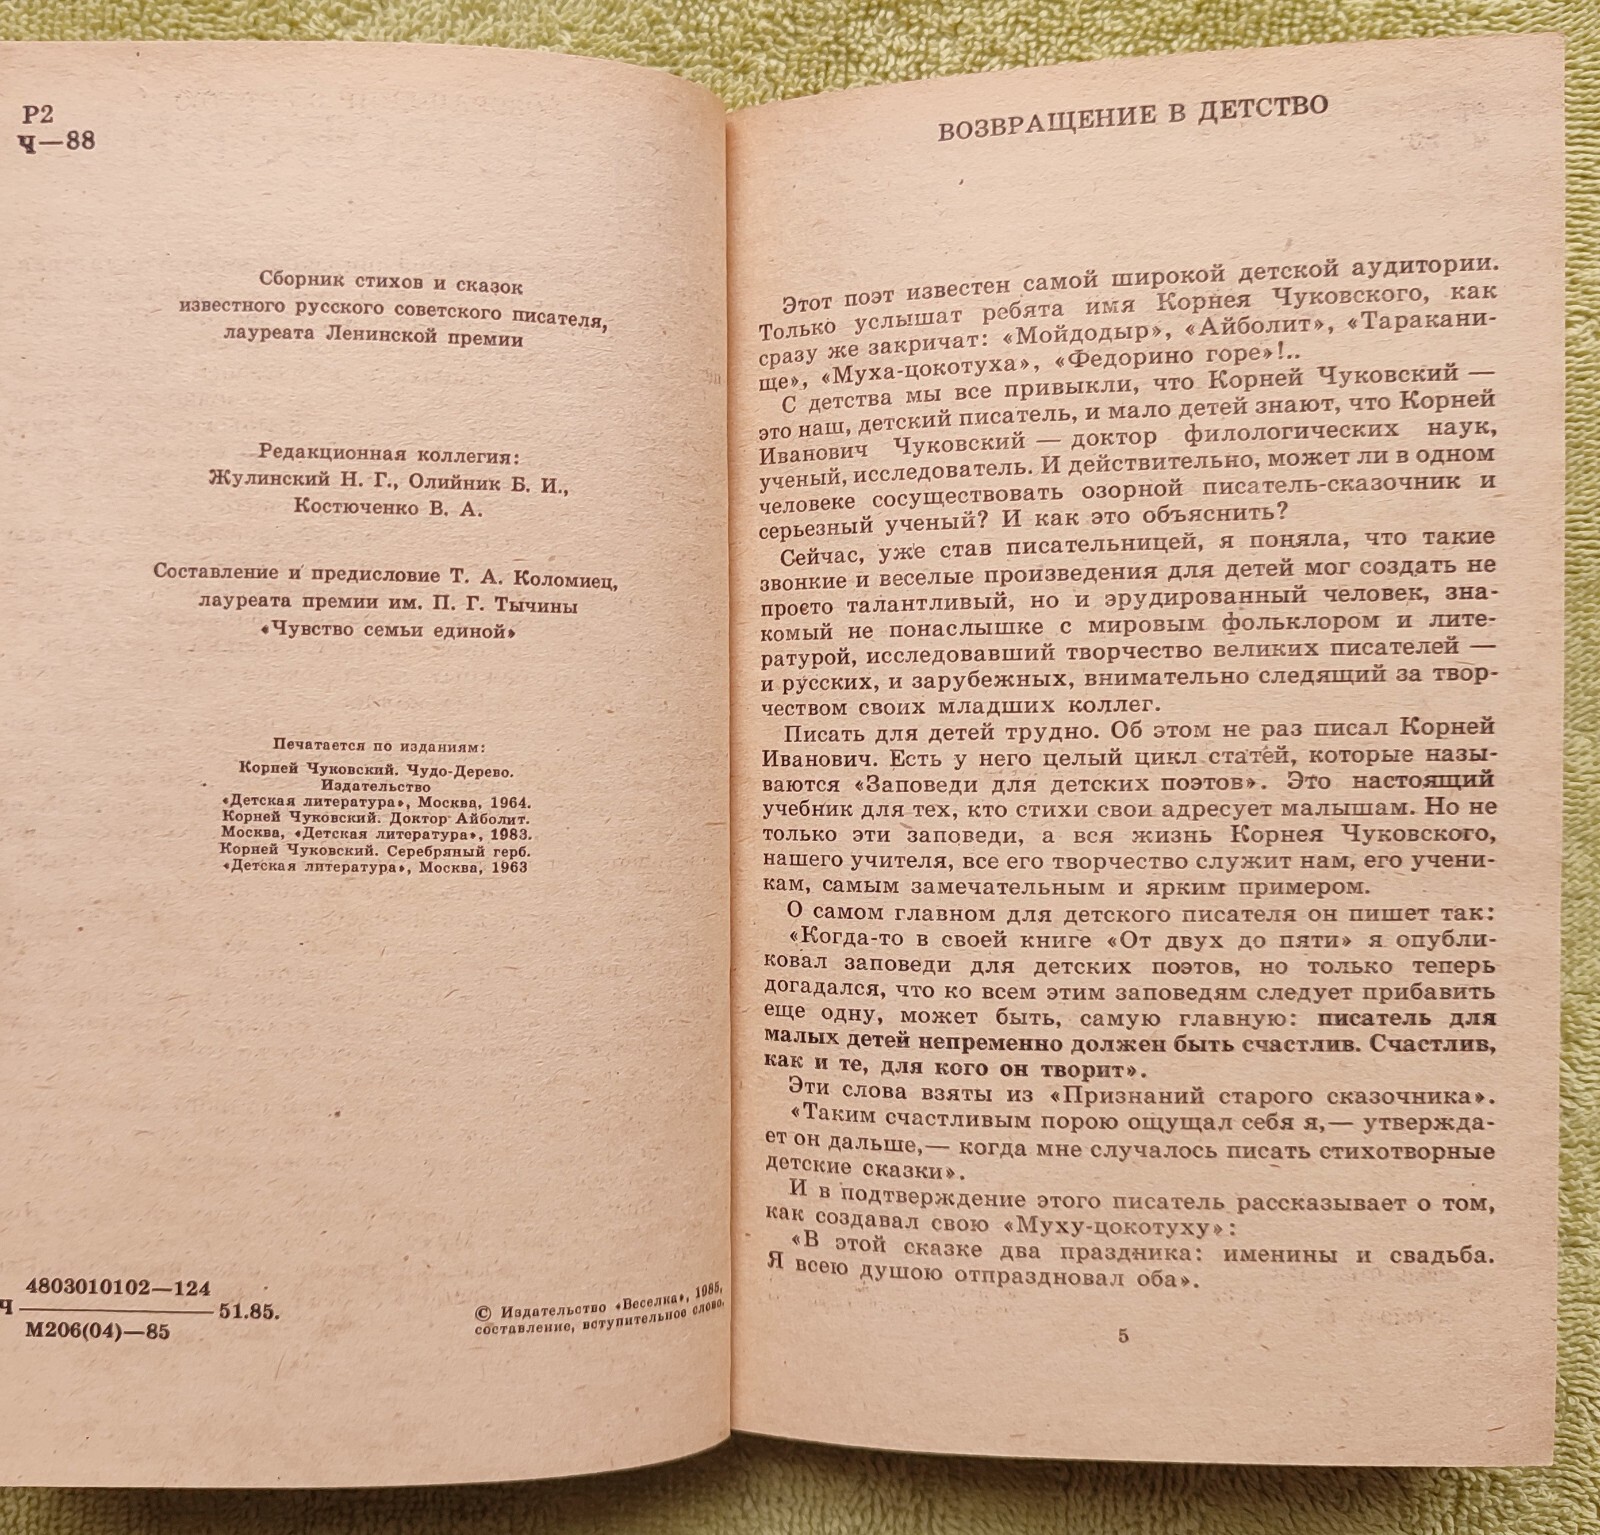 Р2
Ч—88
Сборник стихов и сказок
известного русского советского писателя,
лауреата Ленинской премии
Редакционная коллегия:
Жулинский Н. Г., Олийник Б. И.,
Костюченко В. А.
Составление и предисловие Т. А. Коломиец,
лауреата премии им. П. Г. Тычины
«Чувство семьи единой»
Печатается по изданиям:
Корней Чуковский. Чудо-Дерево.
Издательство
«Детская литература», Москва, 1964.
Корней Чуковский. Доктор Айболит.
Москва, «Детская литература», 1983.
Корней Чуковский. Серебряный герб.
«Детская литература», Москва, 1963
4803010102—124
Ч 51.85.
М206(04)—85
© Издательство «Веселка», 1985,
составление, вступительное слово.
ВОЗВРАЩЕНИЕ В ДЕТСТВО
Этот поэт известен самой широкой детской аудитории.
Только услышат ребята имя Корнея Чуковского, как
сразу же закричат: «Мойдодыр», «Айболит», «Таракани-
ще», «Муха-цокотуха», «Федорино горе»!..
С детства мы все привыкли, что Корней Чуковский —
это наш, детский писатель, и мало детей знают, что Корней
Иванович Чуковский — доктор филологических наук,
ученый, исследователь. И действительно, может ли в одном
человеке сосуществовать озорной писатель-сказочник и
серьезный ученый? И как это объяснить?
Сейчас, уже став писательницей, я поняла, что такие
звонкие и веселые произведения для детей мог создать не
просто талантливый, но и эрудированный человек, зна-
комый не понаслышке с мировым фольклором и лите-
ратурой, исследовавший творчество великих писателей —
и русских, и зарубежных, внимательно следящий за твор-
чеством своих младших коллег.
Писать для детей трудно. Об этом не раз писал Корней
Иванович. Есть у него целый цикл статей, которые назы-
ваются «Заповеди для детских поэтов». Это настоящий
учебник для тех, кто стихи свои адресует малышам. Но не
только эти заповеди, а вся жизнь Корнея Чуковского,
нашего учителя, все его творчество служит нам, его учени-
кам, самым замечательным и ярким примером.
О самом главном для детского писателя он пишет так:
«Когда-то в своей книге «От двух до пяти» я опубли-
ковал заповеди для детских поэтов, но только теперь
догадался, что ко всем этим заповедям следует прибавить
еще одну, может быть, самую главную: писатель для
малых детей непременно должен быть счастлив. Счастлив,
как и те, для кого он творит».
Эти слова взяты из «Признаний старого сказочника».
«Таким счастливым порою ощущал себя я,— утвержда-
ет он дальше,— когда мне случалось писать стихотворные
детские сказки».
И в подтверждение этого писатель рассказывает о том,
как создавал свою «Муху-цокотуху»:
«В этой сказке два праздника: именины и свадьба.
Я всею душою отпраздновал оба».
5